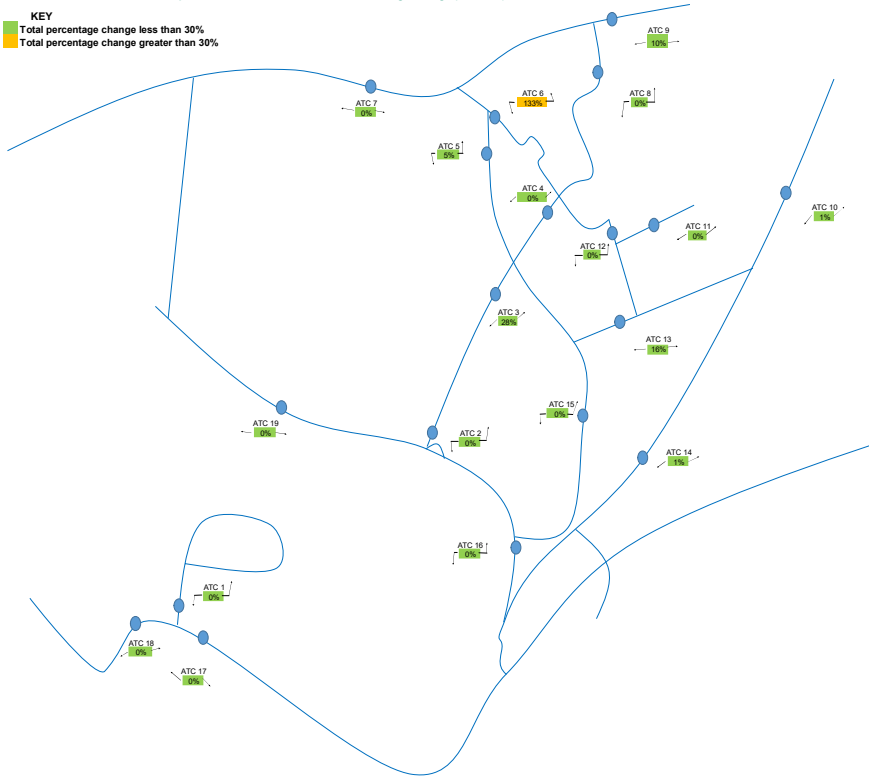 KEY
Total percentage change less than 30%
Total percentage change greater than 30%
ATC 9
10%
ATC 6
133%
ATC 8
0%
ATC 7
0%
ATC 5
5%
ATC 4
0%
ATC 10
1%
ATC 11
0%
ATC 12
0%
ATC 3
28%
ATC 13
16%
ATC 15
0%
ATC 19
0%
ATC 2
0%
ATC 14
1%
ATC 16
0%
ATC 1
0%
ATC 18
0%
ATC 17
0%